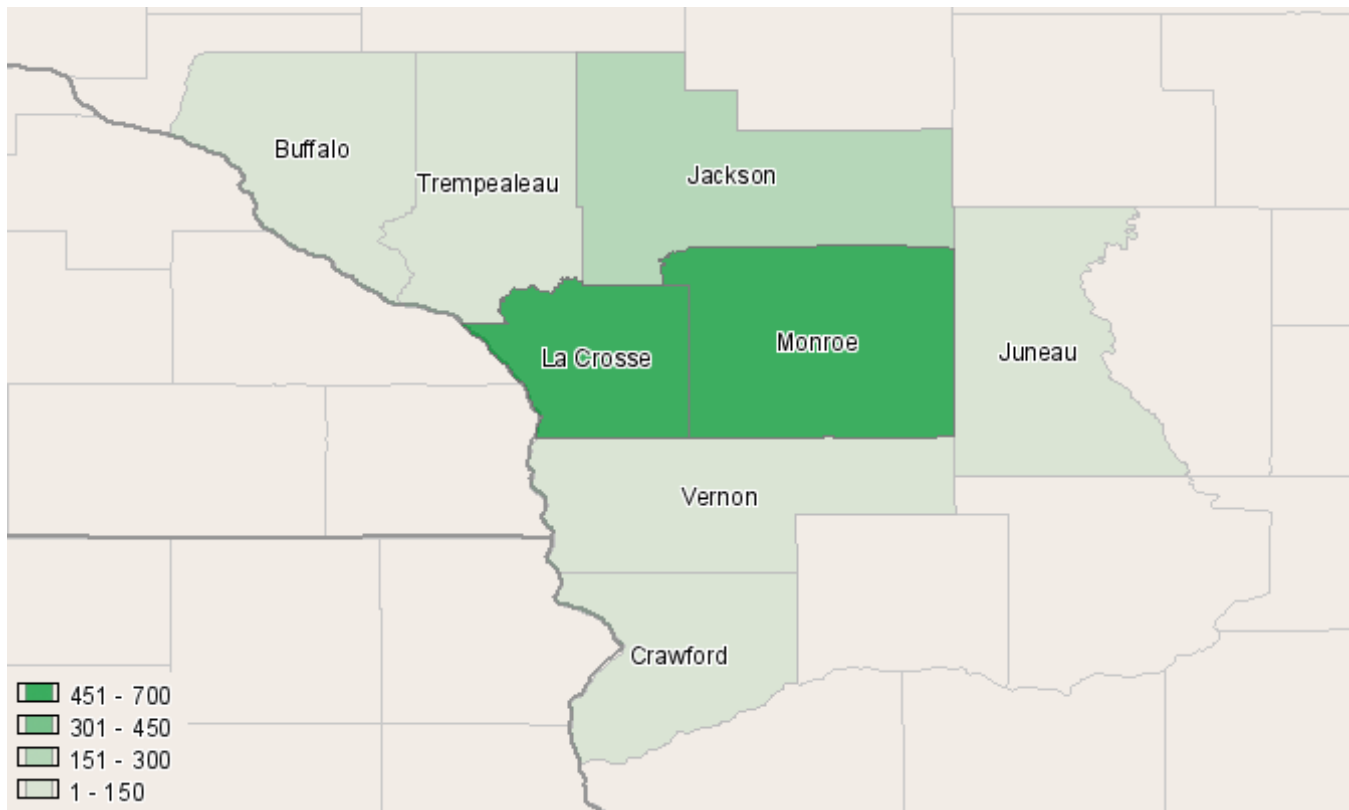 Buffalo
Trempealeau
Jackson
La Crosse
Monroe
Juneau
Vernon
Crawford
451 - 700
301 - 450
151 - 300
1 - 150